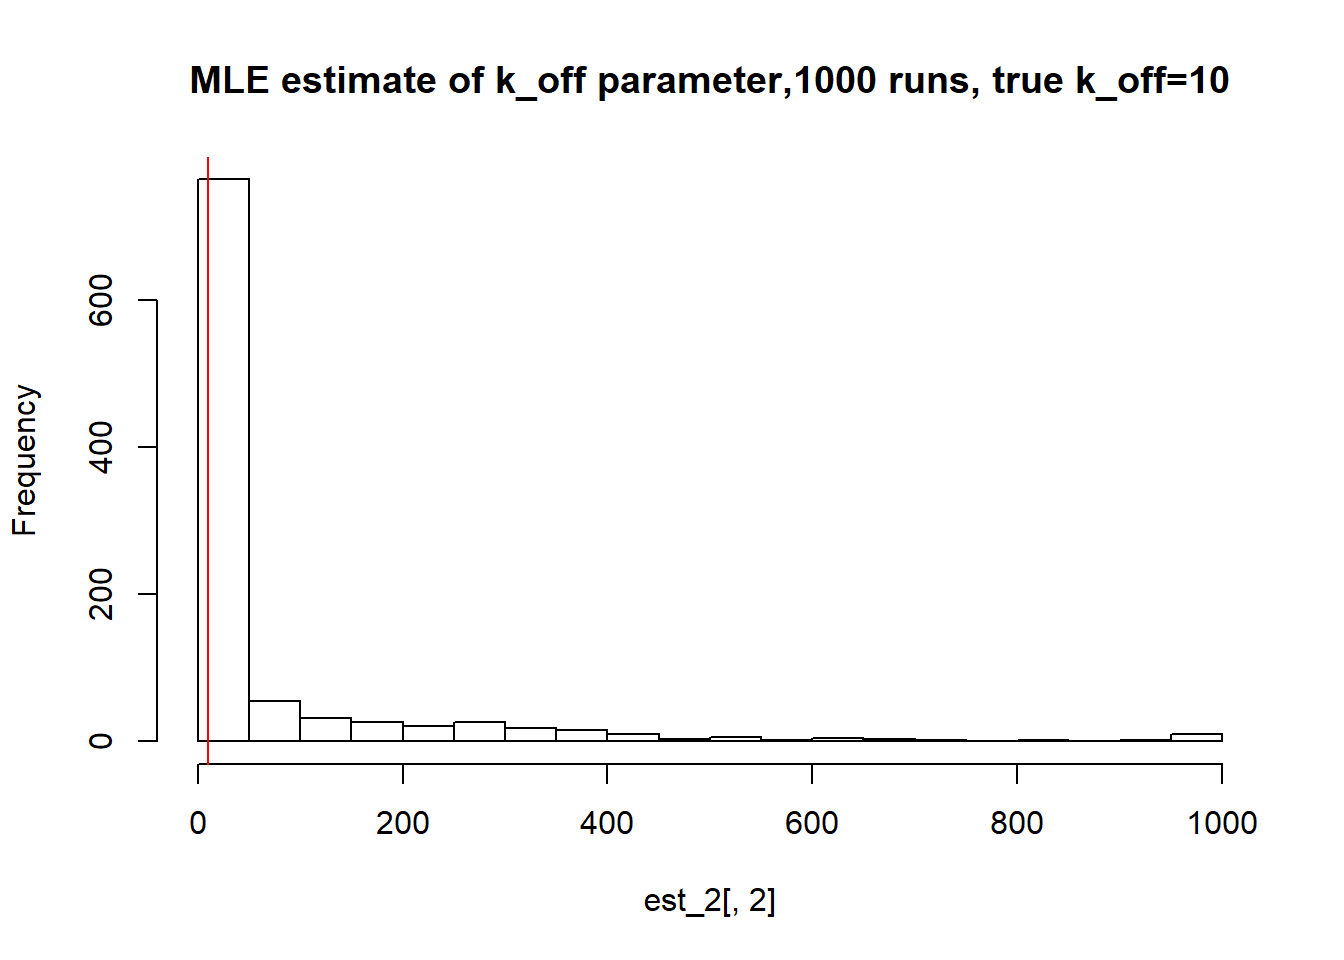 MLE estimate of k_off parameter,1000 runs, true k_off=10
Frequency
600
400
200
0
0 200 400 600 800 1000
est_2[, 2]